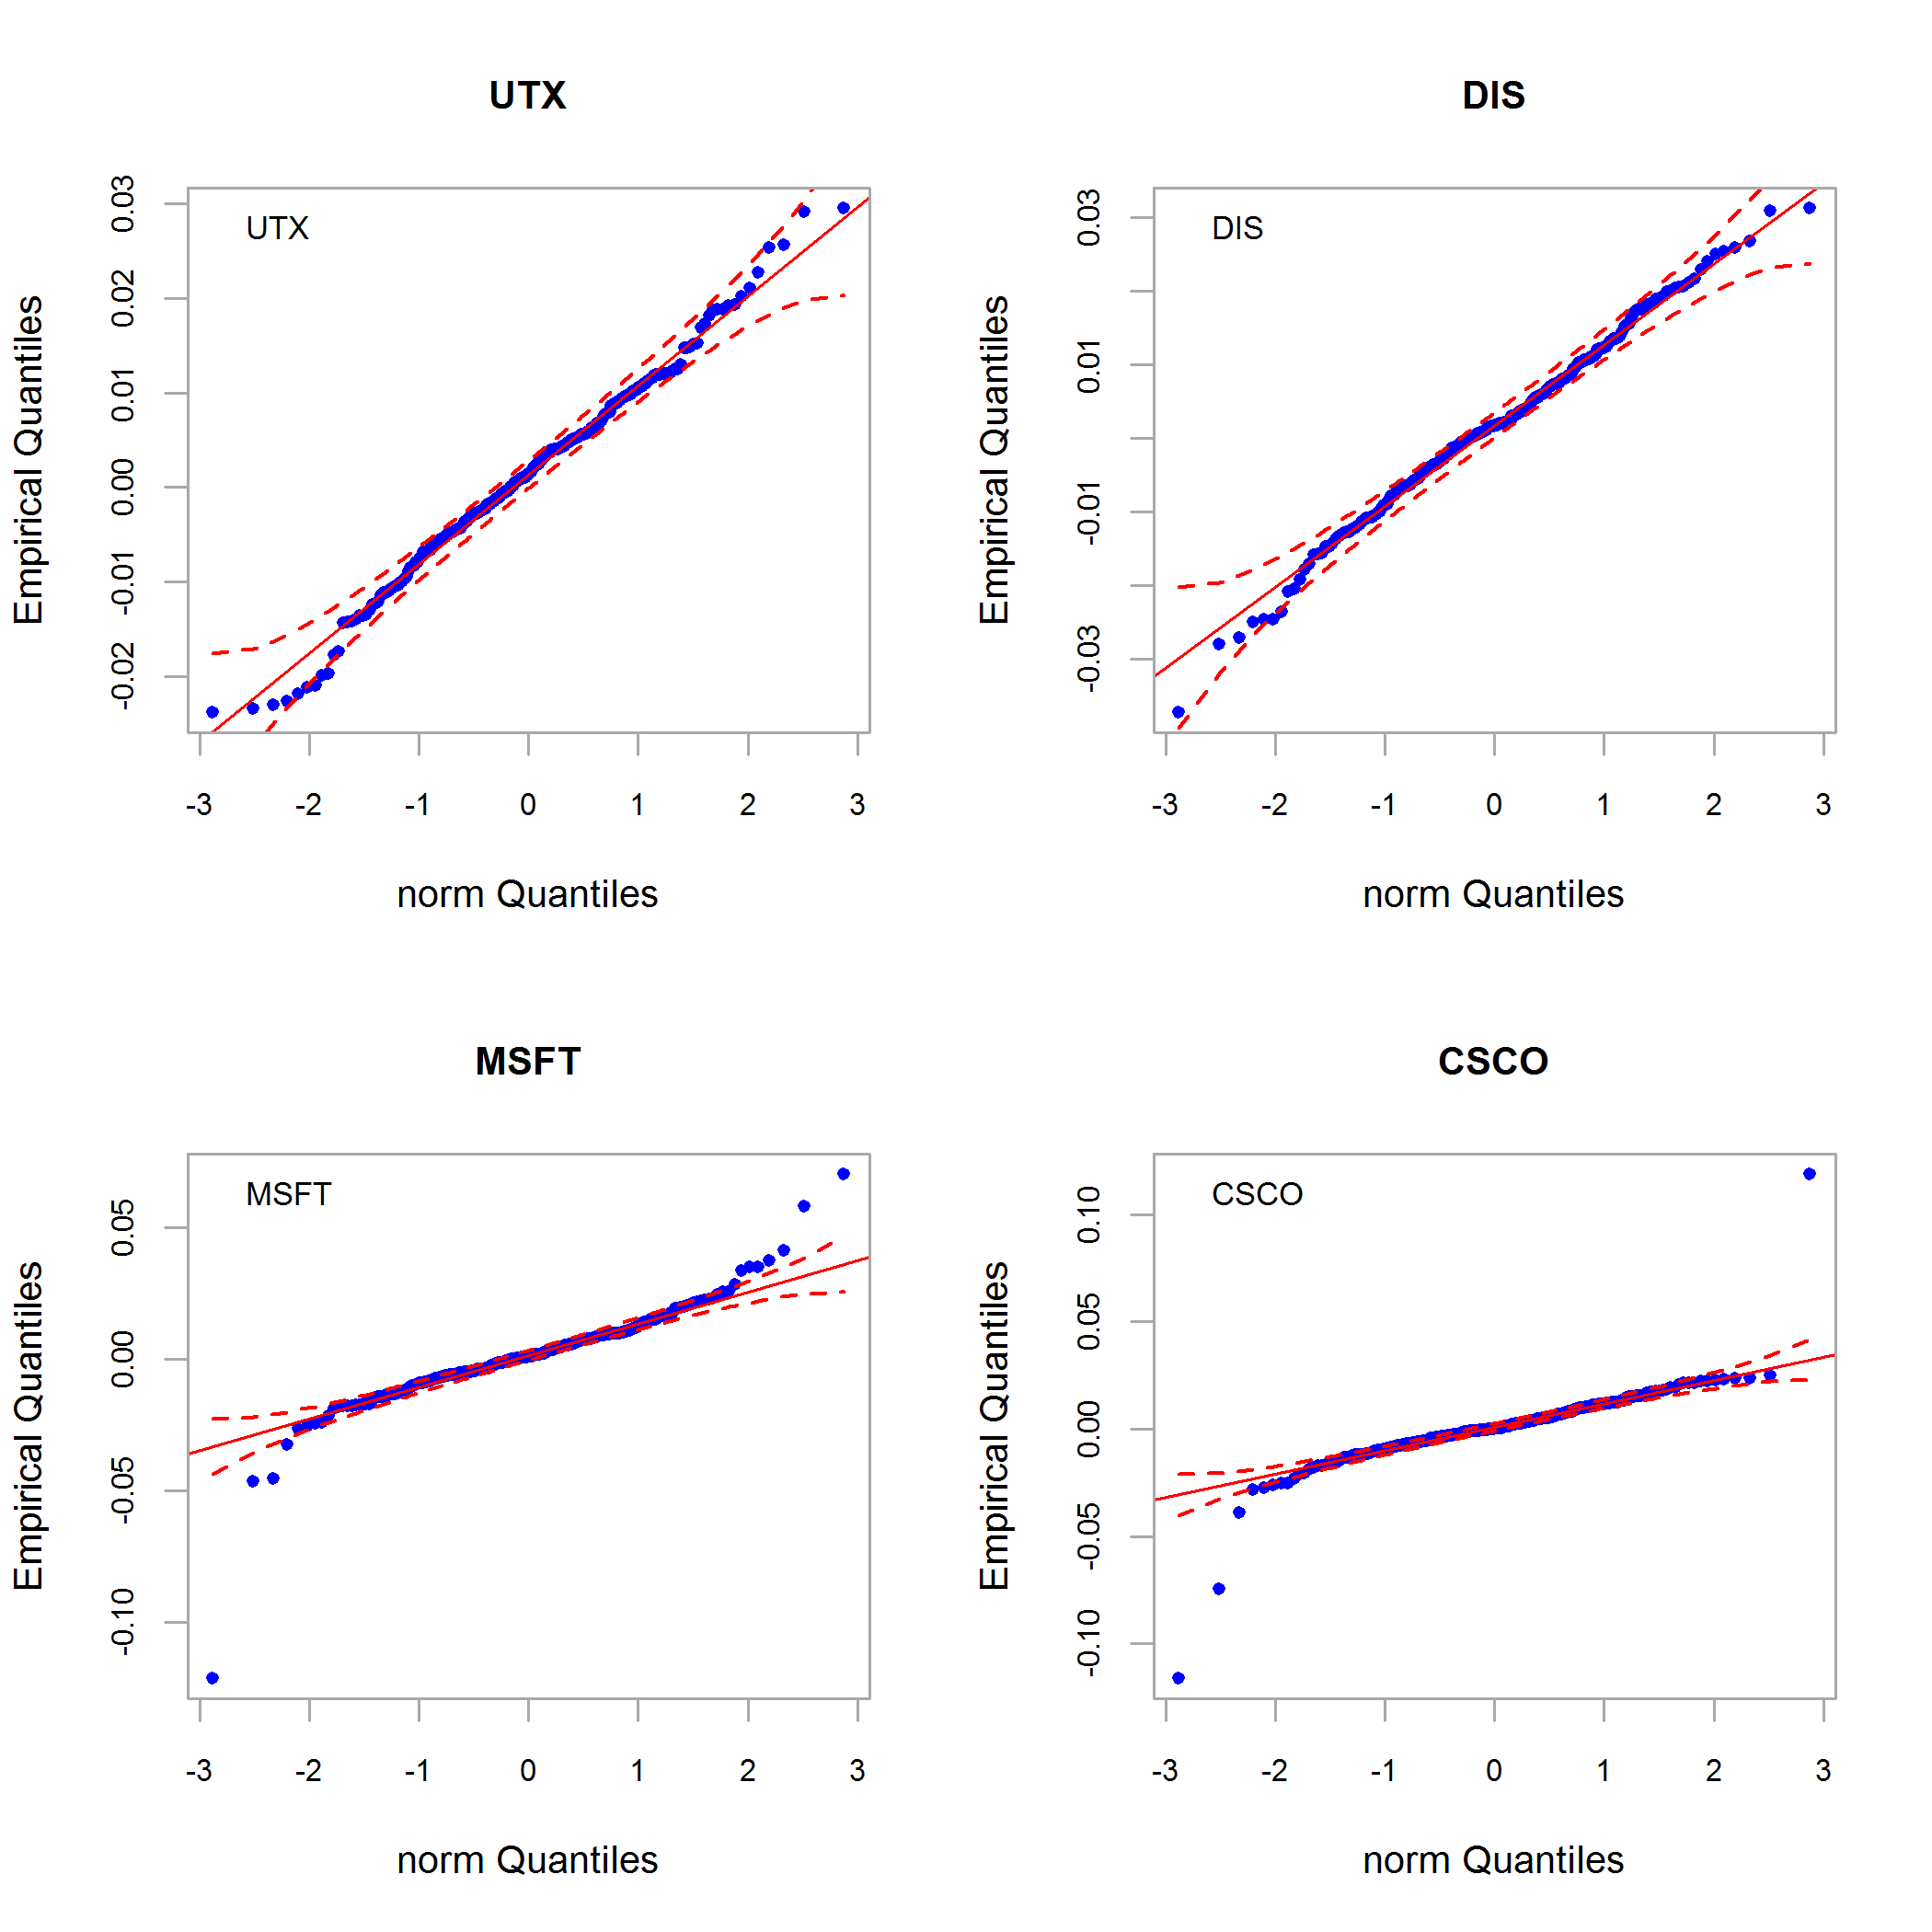 UTX
UTX
Empirical Quantiles
0.03
0.02
0.01
0.00
-0.01
-0.02
-3 -2 -1 0 1 2 3
norm Quantiles
DIS
DIS
Empirical Quantiles
0.03
0.01
-0.01
-0.03
-3 -2 -1 0 1 2 3
norm Quantiles
MSFT
MSFT
Empirical Quantiles
0.05
0.00
-0.05
-0.10
-3 -2 -1 0 1 2 3
norm Quantiles
CSCO
CSCO
Empirical Quantiles
0.10
0.05
0.00
-0.05
-0.10
-3 -2 -1 0 1 2 3
norm Quantiles